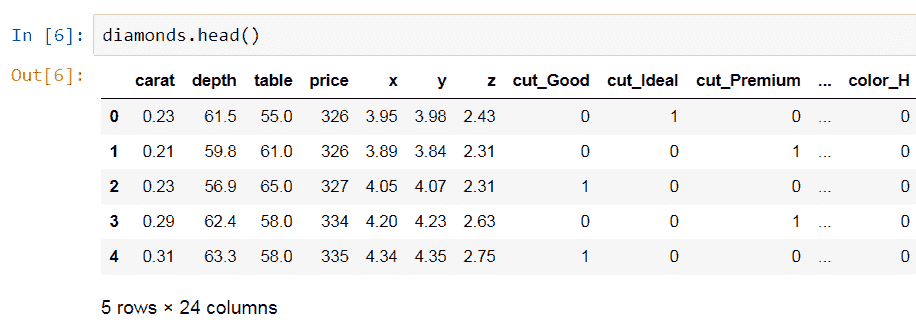 In [6]: diamonds.head()
Out[6]:
carat depth table price x y z cut_Good cut_Ideal cut_Premium ... color_H
0 0.23 61.5 55.0 326 3.95 3.98 2.43 0 1 0 ... 0
1 0.21 59.8 61.0 326 3.89 3.84 2.31 0 0 1 ... 0
2 0.23 56.9 65.0 327 4.05 4.07 2.31 1 0 0 ... 0
3 0.29 62.4 58.0 334 4.20 4.23 2.63 0 0 1 ... 0
4 0.31 63.3 58.0 335 4.34 4.35 2.75 1 0 0 ... 0
5 rows × 24 columns